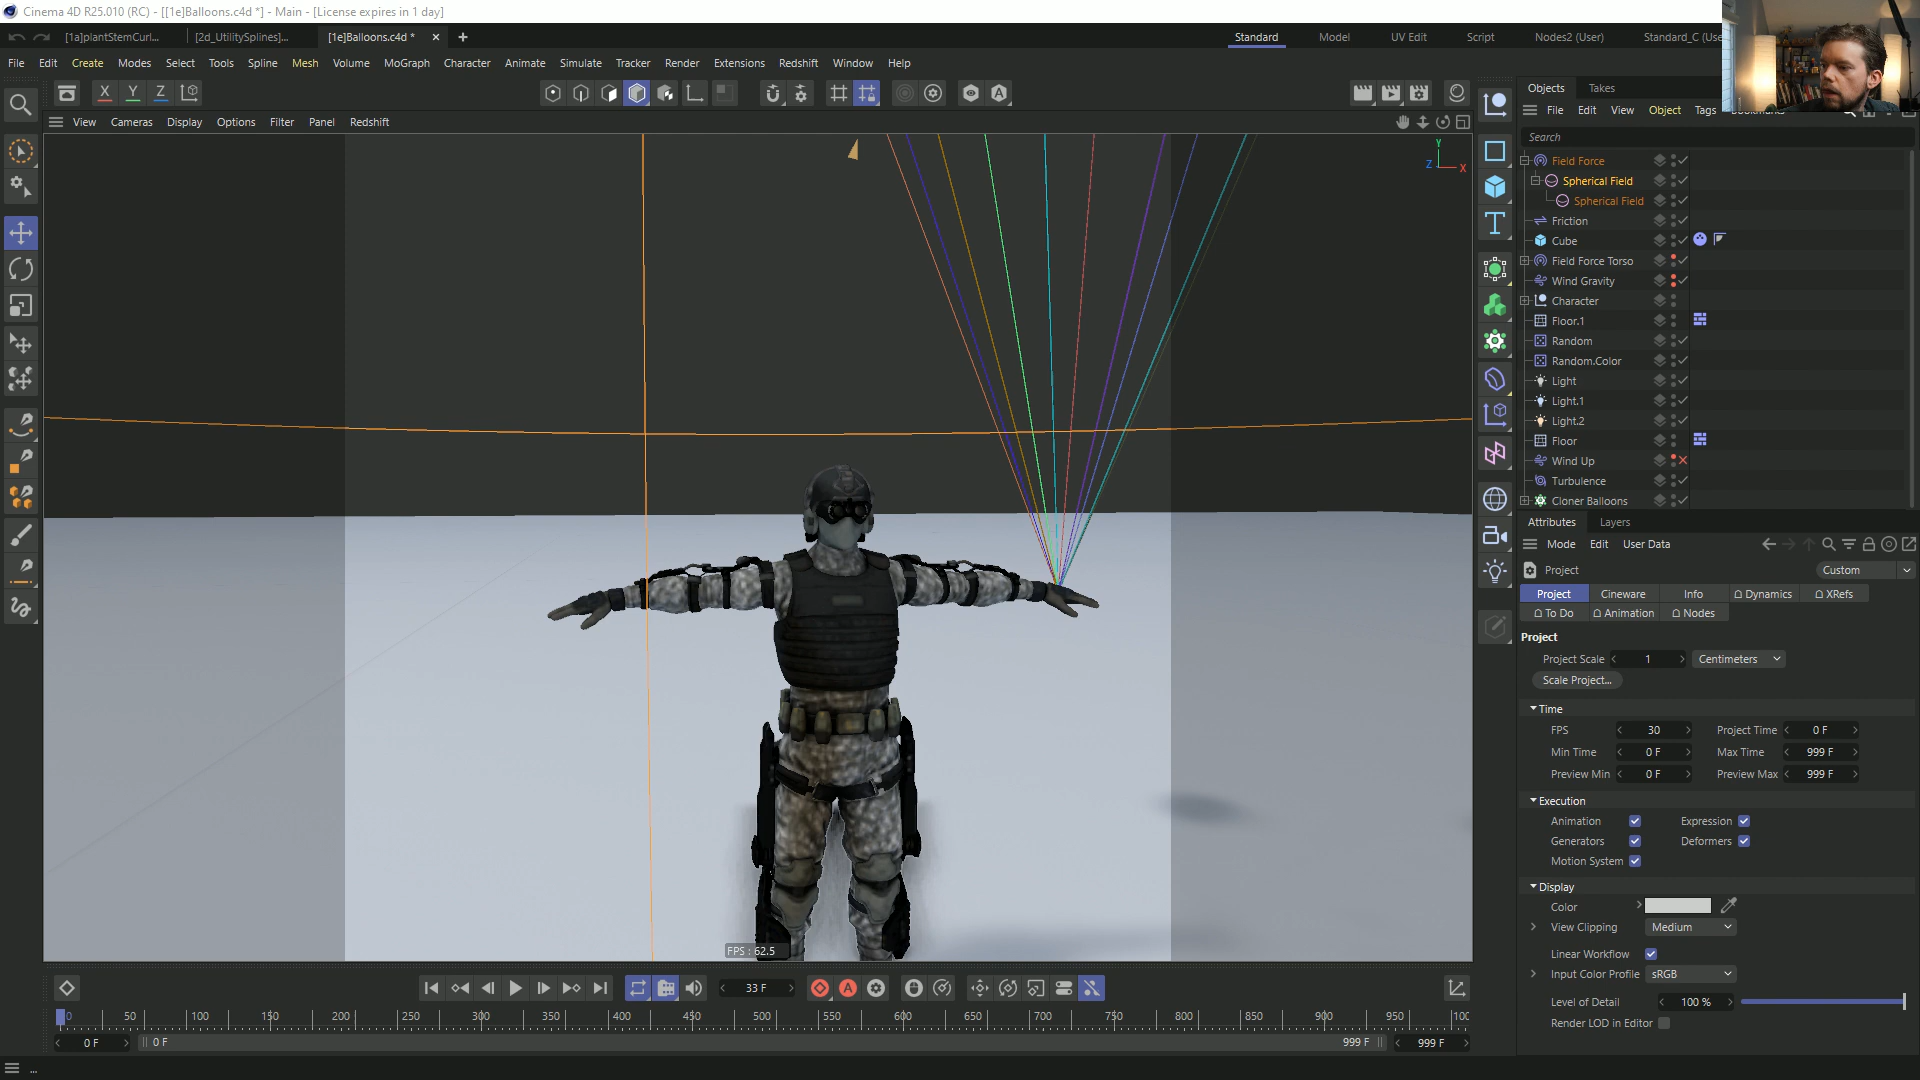 Cinema 4D R25.010 (RC) - [[1e]Balloons.c4d *] - Main - [License expires in 1 day]
[1a]plantStemCurl... [2d_UtilitySplines]... [1e]Balloons.c4d *
Standard Model UV Edit Script Nodes2 (User) Standard_C (Use
File Edit Create Modes Select Tools Spline Mesh Volume MoGraph Character Animate Simulate Tracker Render Extensions Redshift Window Help
X Y Z
View Cameras Display Options Filter Panel Redshift
Y
Z X
FPS : 62.5
33 F
0 50 100 150 200 250 300 350 400 450 500 550 600 650 700 750 800 850 900 950 100
0 F 0 F 999 F 999 F
...
Objects Takes
File Edit View Object Tags
Search
Field Force
Spherical Field
Spherical Field
Friction
Cube
Field Force Torso
Wind Gravity
Character
Floor.1
Random
Random.Color
Light
Light.1
Light.2
Floor
Wind Up
Turbulence
Cloner Balloons
Attributes Layers
Mode Edit User Data
Project Custom
Project Cineware Info Dynamics XRefs
To Do Animation Nodes
Project
Project Scale 1 Centimeters
Scale Project...
Time
FPS 30 Project Time 0 F
Min Time 0 F Max Time 999 F
Preview Min 0 F Preview Max 999 F
Execution
Animation Expression
Generators Deformers
Motion System
Display
Color
View Clipping Medium
Linear Workflow
Input Color Profile sRGB
Level of Detail 100 %
Render LOD in Editor